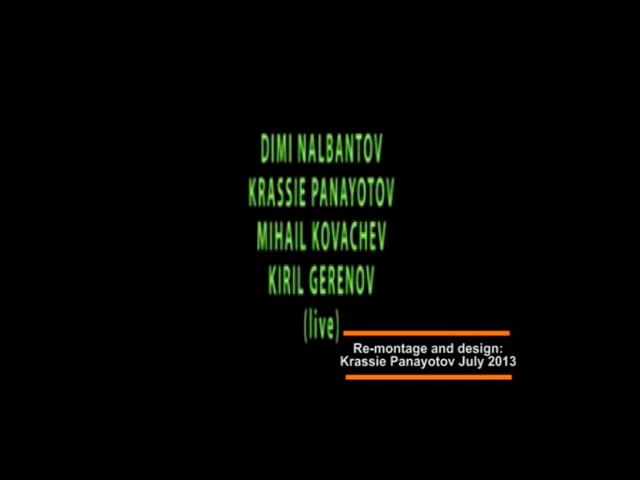 DIMI NALBANTOV
KRASSIE PANAYOTOV
MIHAIL KOVACHEV
KIRIL GERENOV
(live)
Re-montage and design:
Krassie Panayotov July 2013